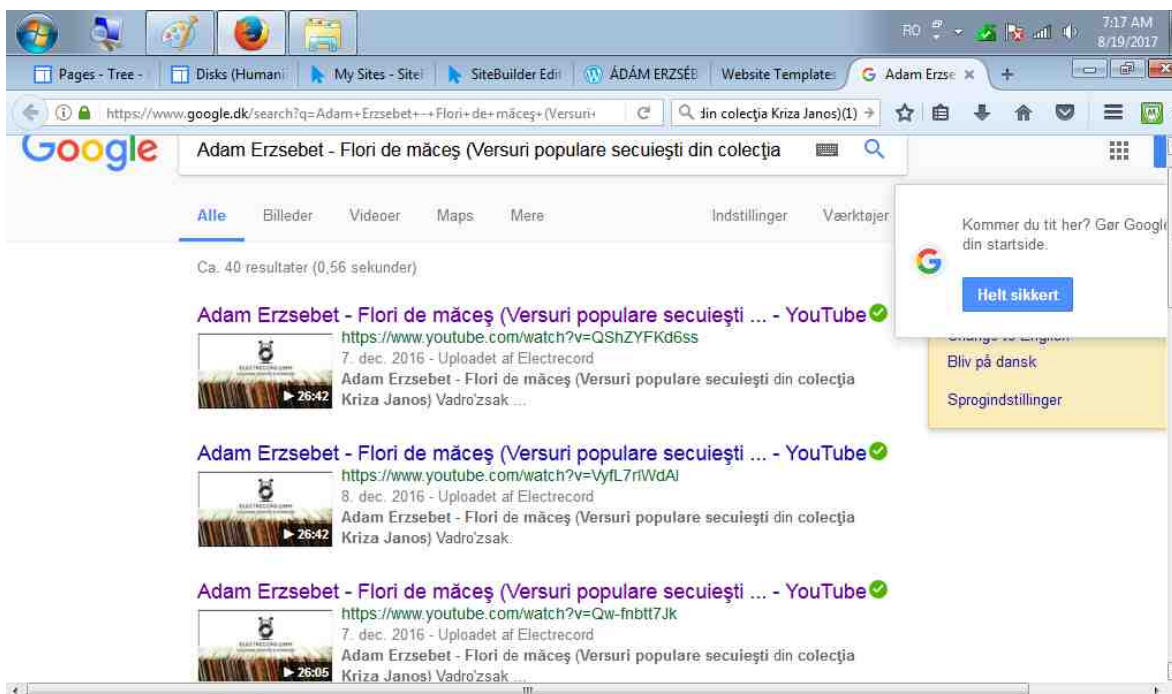 RO
7:17 AM
8/19/2017
Pages - Tree -
Disks (Humani
My Sites - Sitel
SiteBuilder Edit
ÁDÁM ERZSÉB
Website Template:
Adam Erzse
https://www.google.dk/search?q=Adam+Erzsebet+-+Flori+de+măceş+(Versuri+
din colecţia Kriza Janos)(1)
Google
Adam Erzsebet - Flori de măceş (Versuri populare secuieşti din colecţia
Alle Billeder Videoer Maps Mere Indstillinger Værktøjer
Kommer du tit her? Gør Google
din startside.
Helt sikkert
Change to English
Bliv på dansk
Sprogindstillinger
Ca. 40 resultater (0,56 sekunder)
Adam Erzsebet - Flori de măceş (Versuri populare secuieşti ... - YouTube
https://www.youtube.com/watch?v=QShZYFKd6ss
7. dec. 2016 - Uploadet af Electrecord
Adam Erzsebet - Flori de măceş (Versuri populare secuieşti din colecţia
Kriza Janos) Vadro'zsak ...
26:42
Adam Erzsebet - Flori de măceş (Versuri populare secuieşti ... - YouTube
https://www.youtube.com/watch?v=VyfL7riWdAI
8. dec. 2016 - Uploadet af Electrecord
Adam Erzsebet - Flori de măceş (Versuri populare secuieşti din colecţia
Kriza Janos) Vadro'zsak.
26:42
Adam Erzsebet - Flori de măceş (Versuri populare secuieşti ... - YouTube
https://www.youtube.com/watch?v=Qw-fnbtt7Jk
7. dec. 2016 - Uploadet af Electrecord
Adam Erzsebet - Flori de măceş (Versuri populare secuieşti din colecţia
Kriza Janos) Vadro'zsak ...
26:05